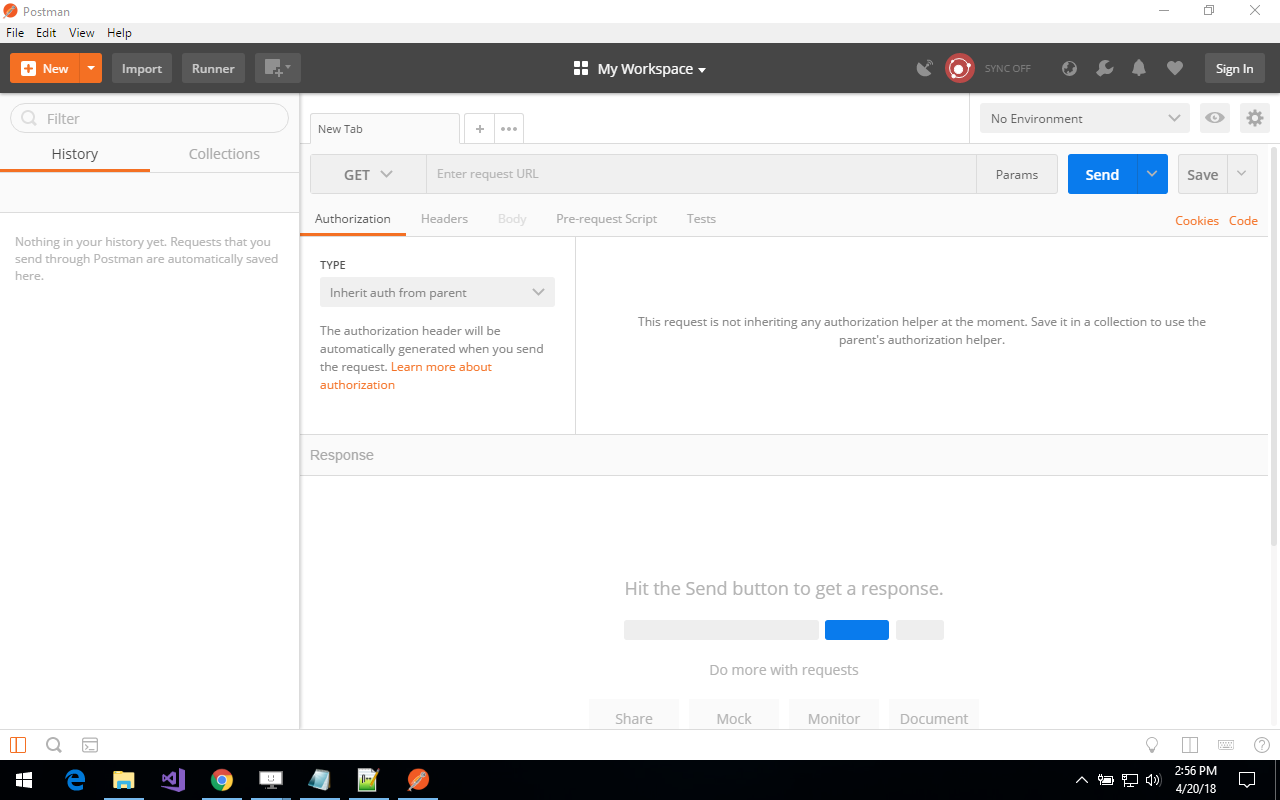 Postman
File Edit View Help
New Import Runner My Workspace SYNC OFF Sign In
Filter
History Collections
Nothing in your history yet. Requests that you
send through Postman are automatically saved
here.
New Tab + ••• No Environment
GET Enter request URL Params Send Save
Authorization Headers Body Pre-request Script Tests Cookies Code
TYPE
Inherit auth from parent
The authorization header will be
automatically generated when you send
the request. Learn more about
authorization
This request is not inheriting any authorization helper at the moment. Save it in a collection to use the
parent's authorization helper.
Response
Hit the Send button to get a response.
Do more with requests
Share Mock Monitor Document
2:56 PM
4/20/18